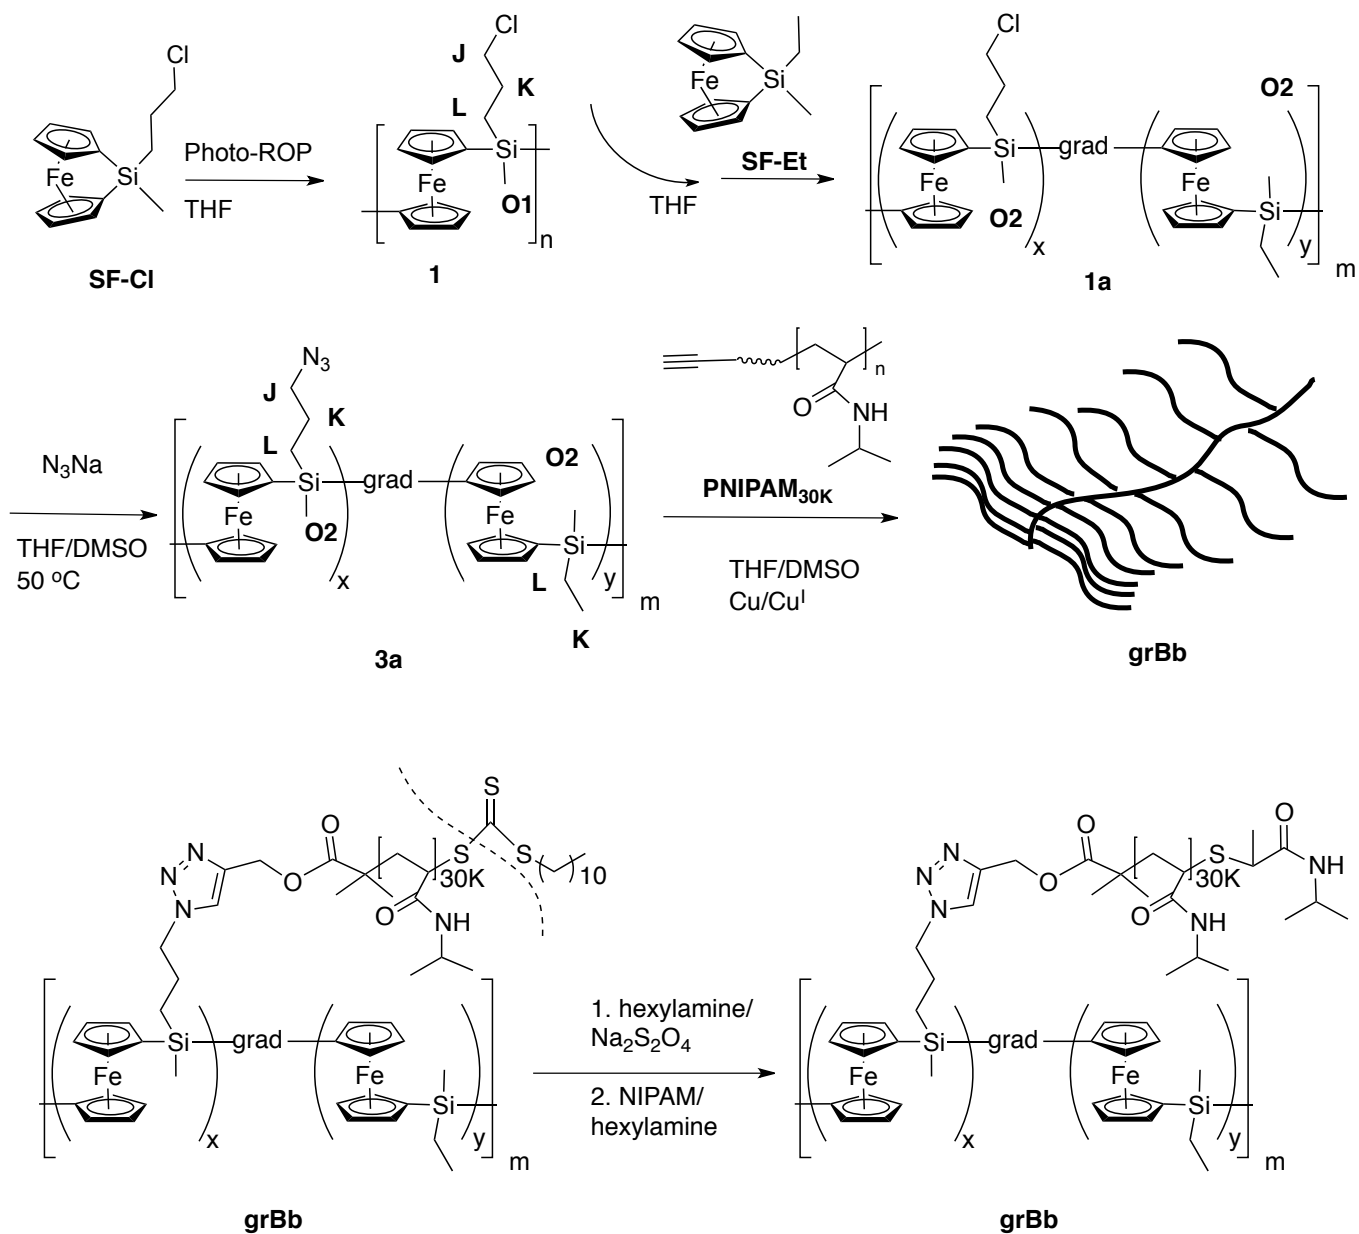 Cl
Fe
Si
SF-Cl
Photo-ROP
THF
Cl
J
K
L
Si
Fe
O1
n
1
THF
Fe
Si
SF-Et
Cl
O2
Si
grad
Fe
Fe
O2
Si
x
y
m
1a
N3Na
THF/DMSO
50 ºC
N3
J
K
L
Si
grad
O2
Fe
Fe
O2
Si
x
L
y
m
K
3a
n
O
NH
PNIPAM30K
THF/DMSO
Cu/CuI
grBb
S
O
S
S
N
N
N
O
30K
10
O
NH
Si
grad
Fe
Fe
Si
x
y
m
grBb
1. hexylamine/
Na2S2O4
2. NIPAM/
hexylamine
O
O
N
N
N
O
S
NH
30K
O
NH
Si
grad
Fe
Fe
Si
x
y
m
grBb